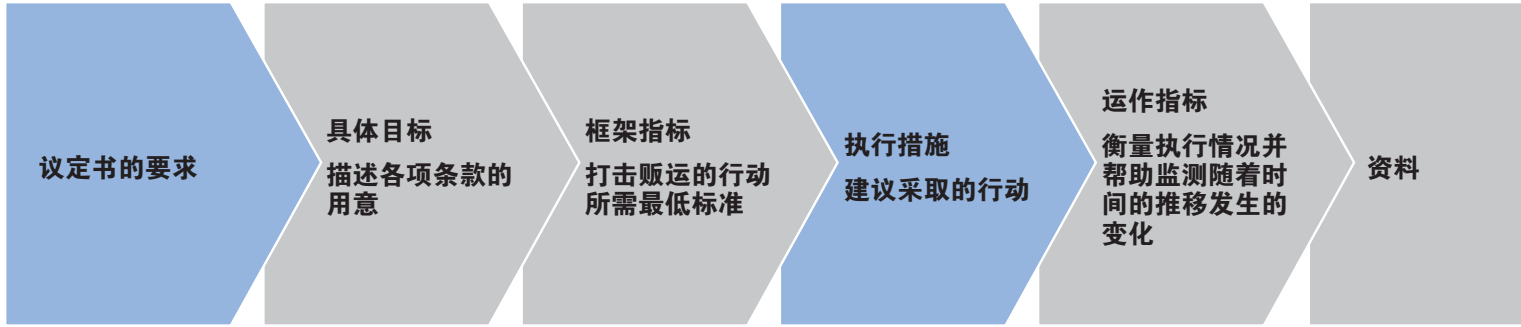 议定书的要求
具体目标
描述各项条款的
用意
框架指标
打击贩运的行动
所需最低标准
执行措施
建议采取的行动
运作指标
衡量执行情况并
帮助监测随着时
间的推移发生的
变化
资料